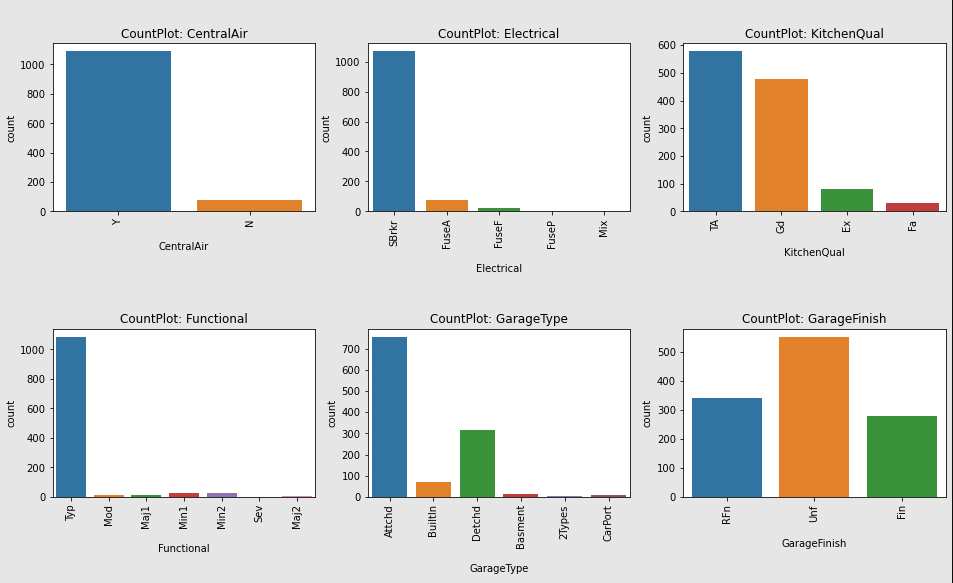 CountPlot: CentralAir
count
1000
800
600
400
200
0
Y
N
CentralAir
CountPlot: Electrical
count
1000
800
600
400
200
0
SBrkr
FuseA
FuseF
FuseP
Mix
Electrical
CountPlot: KitchenQual
count
600
500
400
300
200
100
0
TA
Gd
Ex
Fa
KitchenQual
CountPlot: Functional
count
1000
800
600
400
200
0
Typ
Mod
Maj1
Min1
Min2
Sev
Maj2
Functional
CountPlot: GarageType
count
700
600
500
400
300
200
100
0
Attchd
BuiltIn
Detchd
Basment
2Types
CarPort
GarageType
CountPlot: GarageFinish
count
500
400
300
200
100
0
RFn
Unf
Fin
GarageFinish